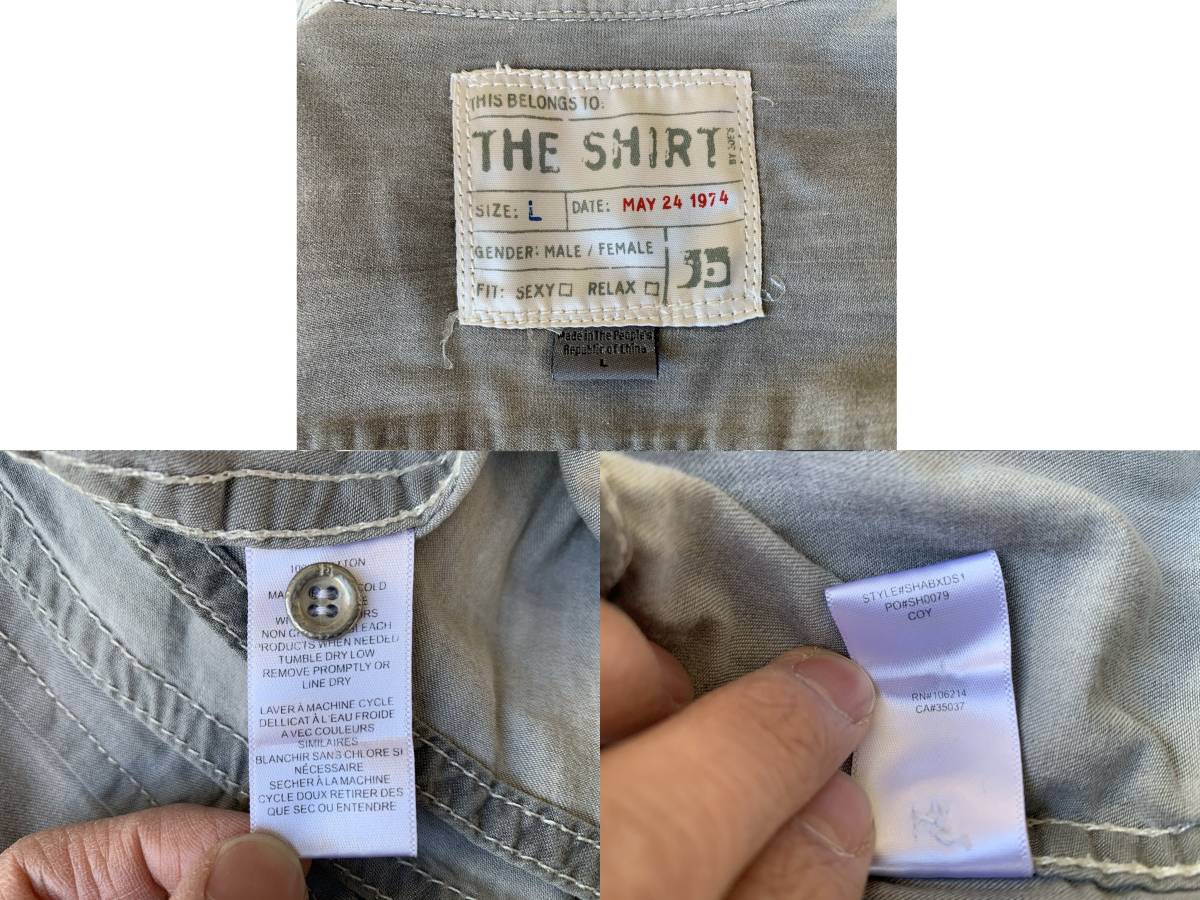 THIS BELONGS TO:
THE SHIRT BY JOE'S
SIZE: L DATE: MAY 24 1974
GENDER: MALE / FEMALE
FIT: SEXY RELAX
Made in The People's
Republic of China
L
NON CHLORINE BLEACH
PRODUCTS WHEN NEEDED
TUMBLE DRY LOW
REMOVE PROMPTLY OR
LINE DRY
LAVER À MACHINE CYCLE
DELLICAT À L'EAU FROIDE
A VEC COULEURS
SIMILAIRES
BLANCHIR SANS CHLORE SI
NÉCESSAIRE
SECHER À LA MACHINE
CYCLE DOUX RETIRER DES
QUE SEC OU ENTENDRE
STYLE#SHABXDS1
PO#SH0079
COY
RN#106214
CA#35037